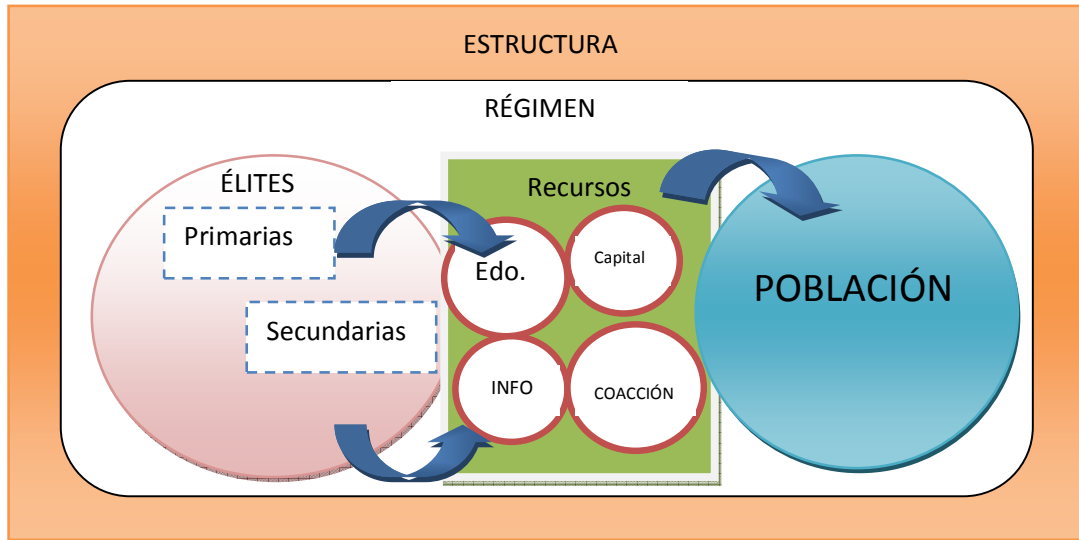 ESTRUCTURA
RÉGIMEN
ÉLITES
Primarias
Secundarias
Recursos
Edo.
Capital
INFO
COACCIÓN
POBLACIÓN